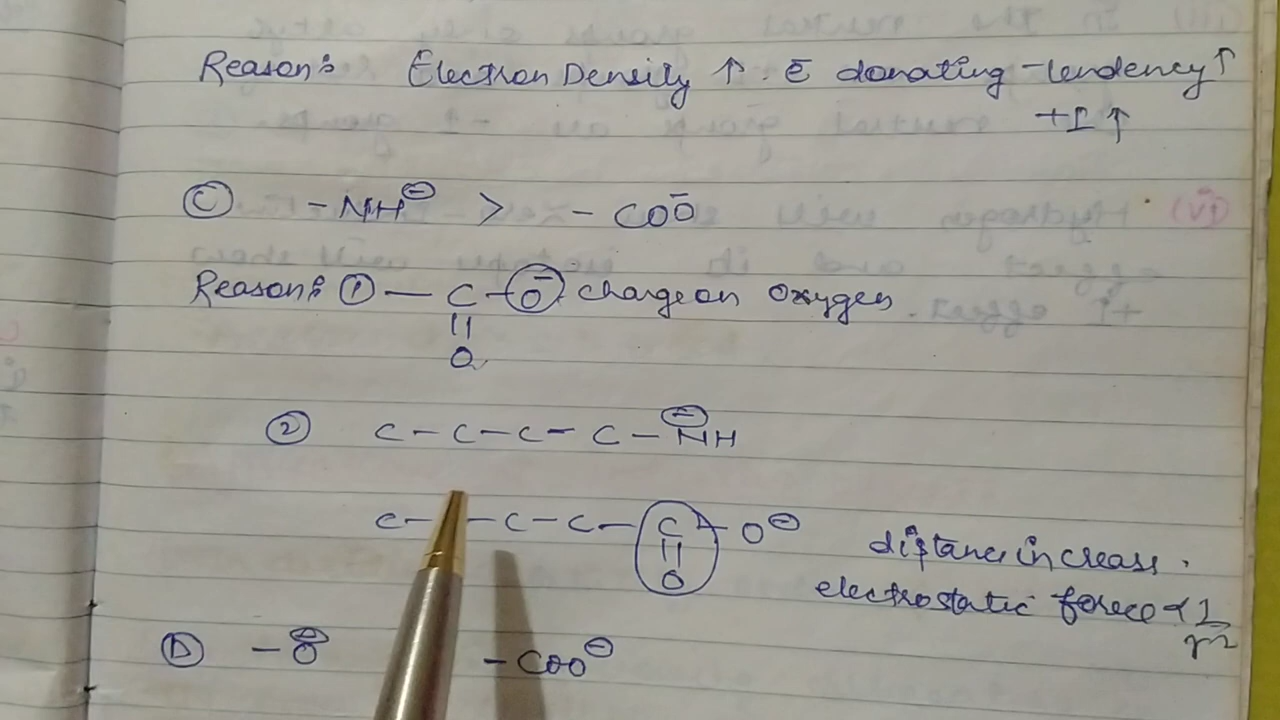 Reason: Electron Density ↑. ē donating tendency ↑
+I ↑
Ⓒ -NH⊖ > - COO⁻
Reason: ① — C - O⁻ charge on oxygen.
||
O
② C - C - C - C - NH⊖
C - - C - C - C - O⊖
||
O
distance increases.
electrostatic force ∝ 1/r²
Ⓓ - O⊖ - COO⊖